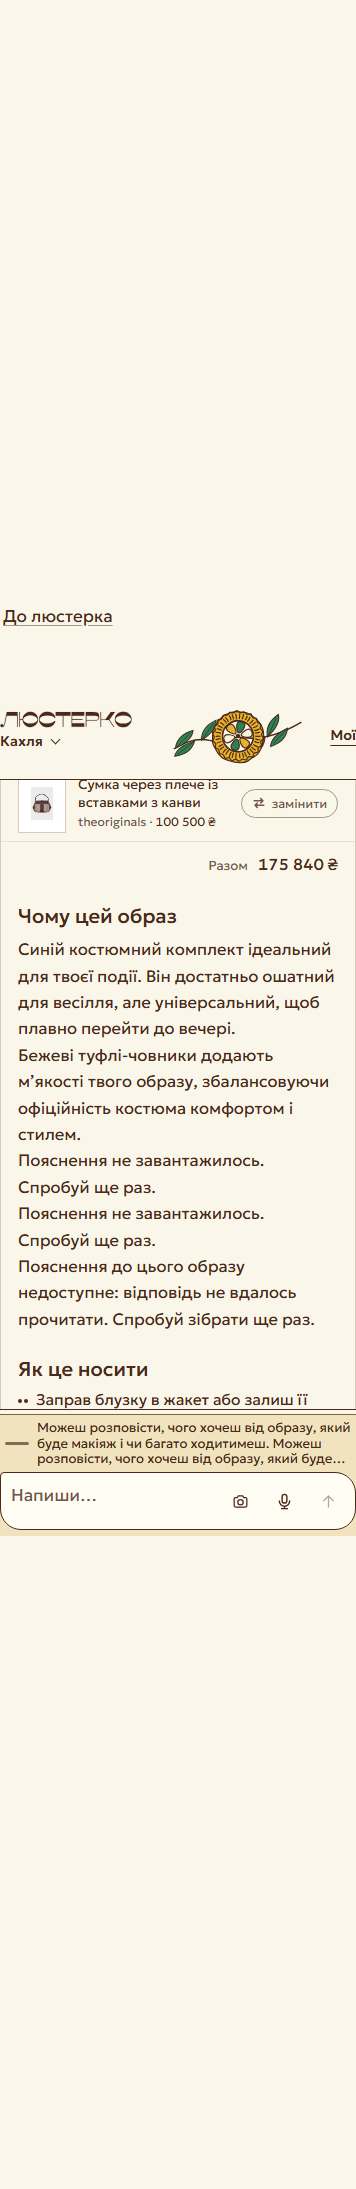 До люстерка
ЛЮСТЕРКО
Кахля
Мої
Сумка через плече із
вставками з канви
theoriginals · 100 500 ₴
замінити
Разом 175 840 ₴
Чому цей образ
Синій костюмний комплект ідеальний
для твоєї події. Він достатньо ошатний
для весілля, але універсальний, щоб
плавно перейти до вечері.
Бежеві туфлі-човники додають
м’якості твого образу, збалансовуючи
офіційність костюма комфортом і
стилем.
Пояснення не завантажилось.
Спробуй ще раз.
Пояснення не завантажилось.
Спробуй ще раз.
Пояснення до цього образу
недоступне: відповідь не вдалось
прочитати. Спробуй зібрати ще раз.
Як це носити
Заправ блузку в жакет або залиш її
Можеш розповісти, чого хочеш від образу, який
буде макіяж і чи багато ходитимеш. Можеш
розповісти, чого хочеш від образу, який буде…
Напиши…